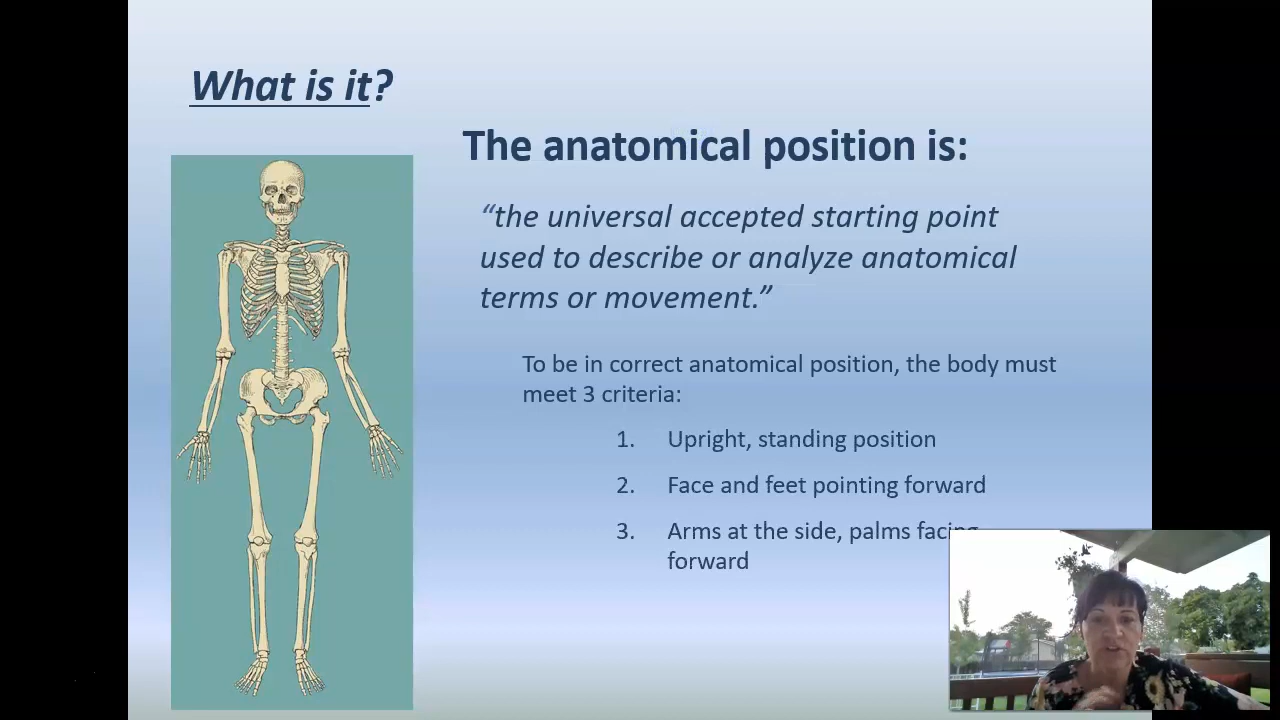 What is it?
The anatomical position is:
“the universal accepted starting point
used to describe or analyze anatomical
terms or movement.”
To be in correct anatomical position, the body must
meet 3 criteria:
1. Upright, standing position
2. Face and feet pointing forward
3. Arms at the side, palms facing
forward